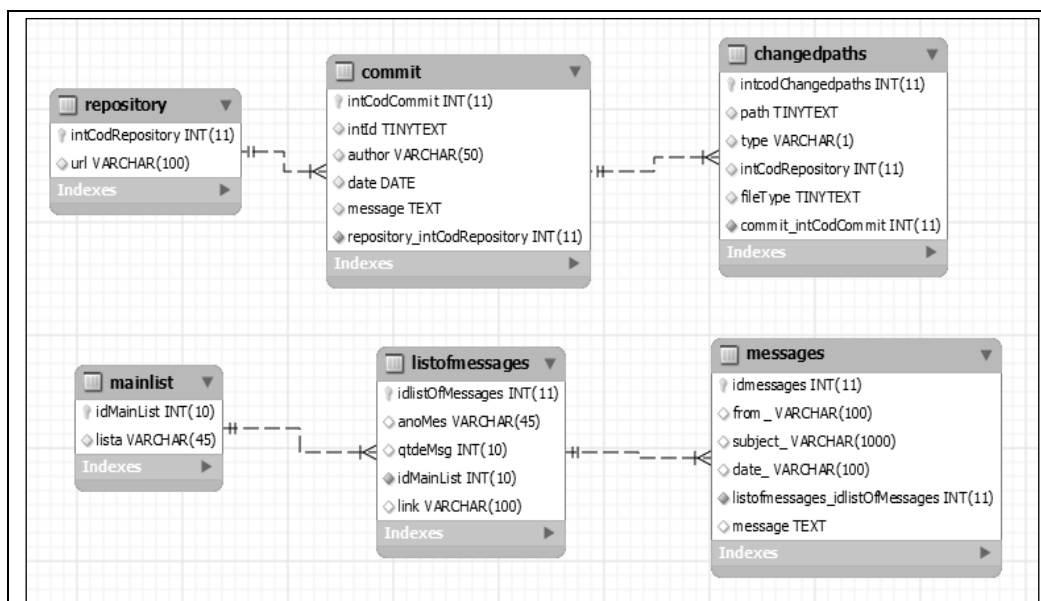 repository
intCodRepository INT(11)
url VARCHAR(100)
Indexes
commit
intCodCommit INT(11)
intId TINYTEXT
author VARCHAR(50)
date DATE
message TEXT
repository_intCodRepository INT(11)
Indexes
changedpaths
intcodChangedpaths INT(11)
path TINYTEXT
type VARCHAR(1)
intCodRepository INT(11)
fileType TINYTEXT
commit_intCodCommit INT(11)
Indexes
mainlist
idMainList INT(10)
lista VARCHAR(45)
Indexes
listofmessages
idlistOfMessages INT(11)
anoMes VARCHAR(45)
qtdeMsg INT(10)
idMainList INT(10)
link VARCHAR(100)
Indexes
messages
idmessages INT(11)
from_ VARCHAR(100)
subject_ VARCHAR(1000)
date_ VARCHAR(100)
listofmessages_idlistOfMessages INT(11)
message TEXT
Indexes